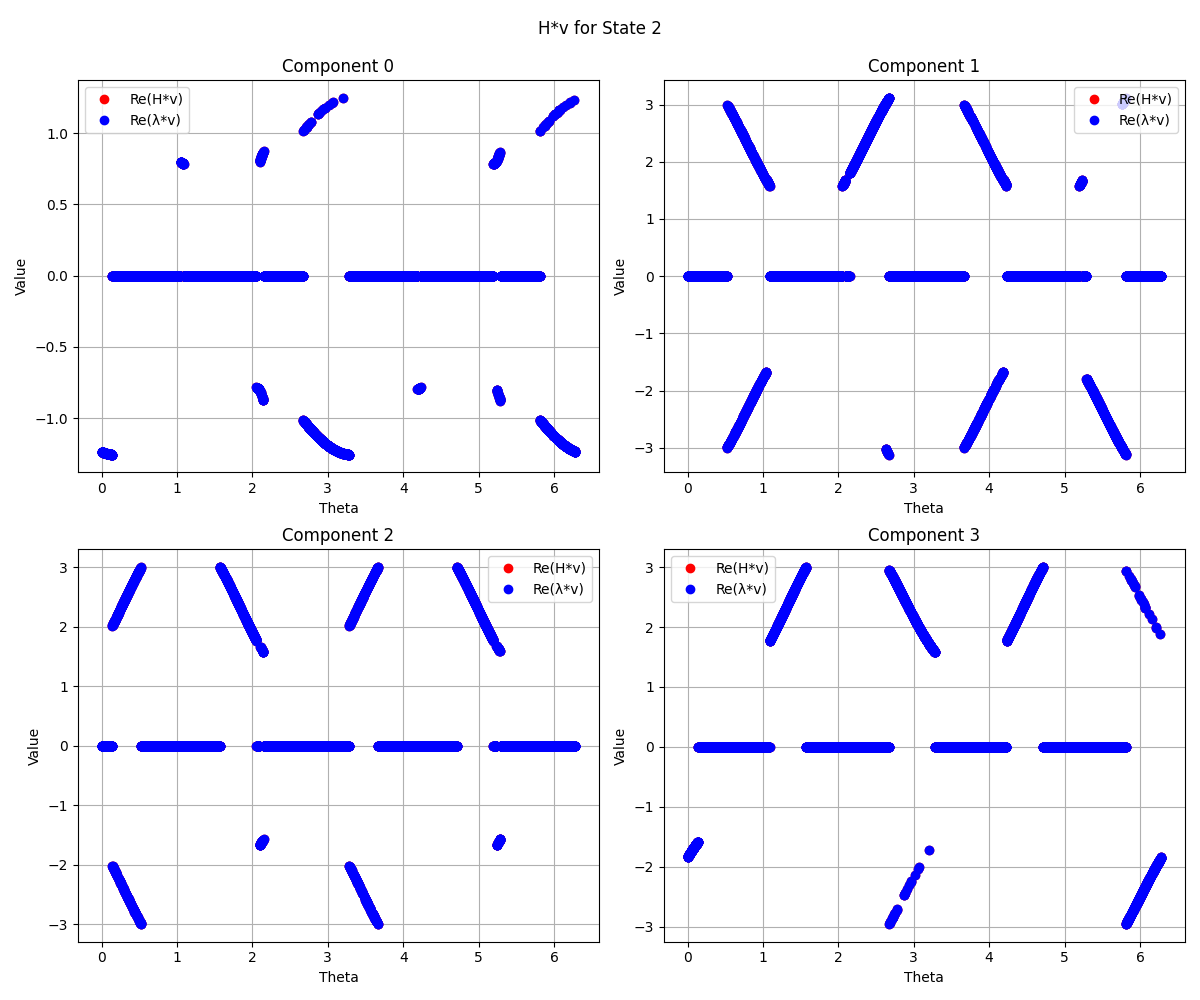 H*v for State 2
Component 0
Re(H*v)
Re(λ*v)
1.0
0.5
0.0
−0.5
−1.0
Value
0 1 2 3 4 5 6
Theta
Component 1
Re(H*v)
Re(λ*v)
3
2
1
0
−1
−2
−3
Value
0 1 2 3 4 5 6
Theta
Component 2
Re(H*v)
Re(λ*v)
3
2
1
0
−1
−2
−3
Value
0 1 2 3 4 5 6
Theta
Component 3
Re(H*v)
Re(λ*v)
3
2
1
0
−1
−2
−3
Value
0 1 2 3 4 5 6
Theta